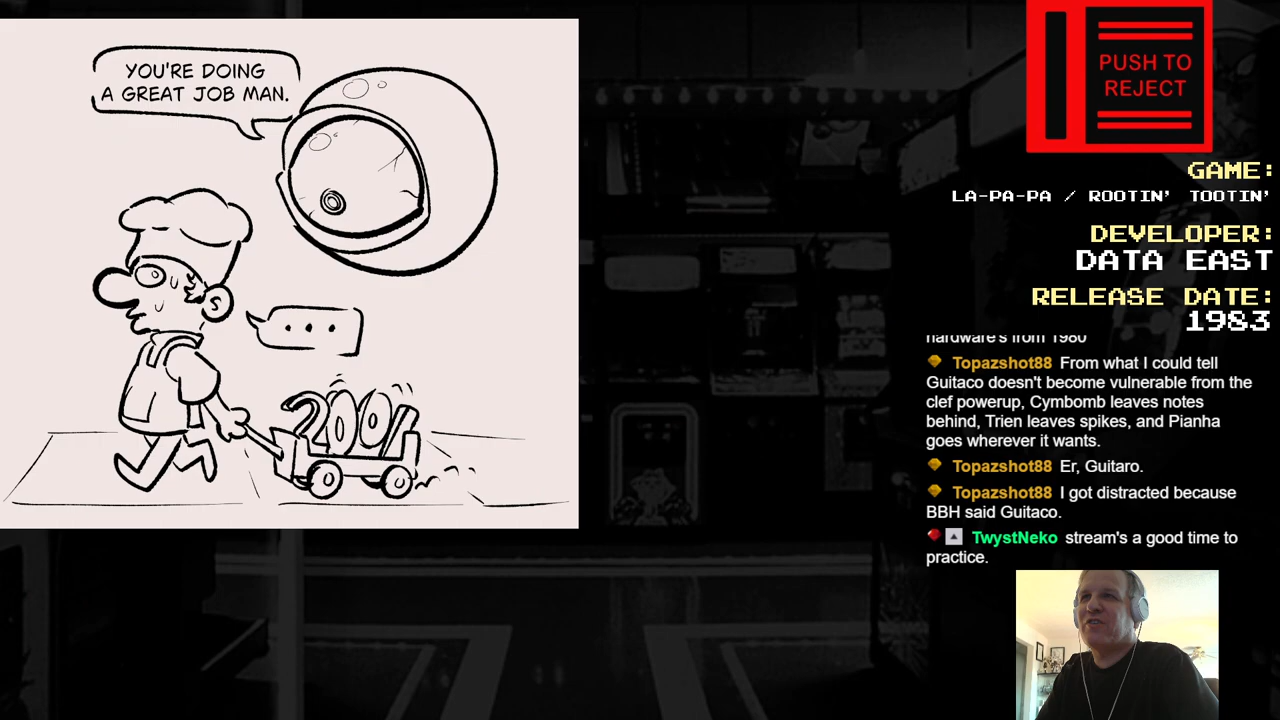 YOU'RE DOING
A GREAT JOB MAN.
...
200%
PUSH TO
REJECT
GAME:
LA-PA-PA / ROOTIN' TOOTIN'
DEVELOPER:
DATA EAST
RELEASE DATE:
1983
hardware's from 1980
Topazshot88 From what I could tell
Guitaco doesn't become vulnerable from the
clef powerup, Cymbomb leaves notes
behind, Trien leaves spikes, and Pianha
goes wherever it wants.
Topazshot88 Er, Guitaro.
Topazshot88 I got distracted because
BBH said Guitaco.
TwystNeko stream's a good time to
practice.